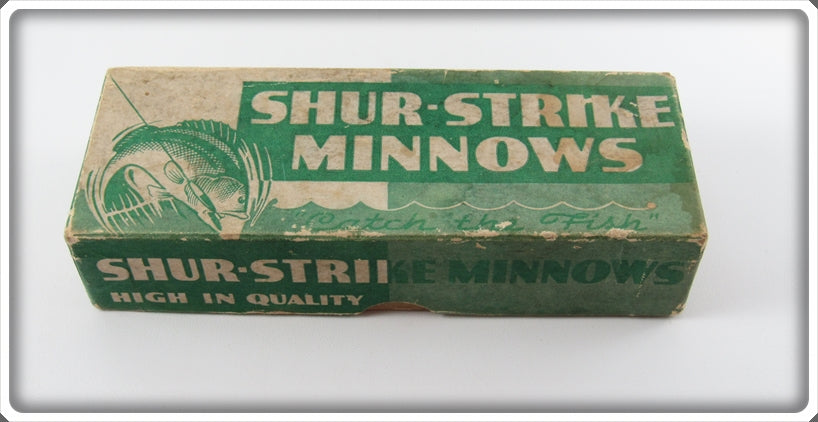 SHUR-STRIKE
MINNOWS
"Catch the Fish"
SHUR-STRIKE MINNOWS
HIGH IN QUALITY